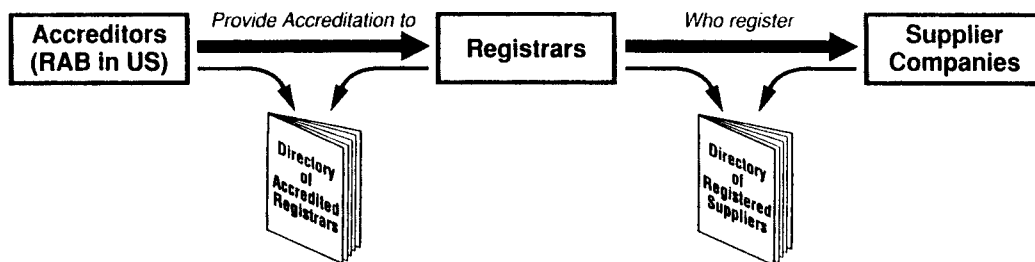 Provide Accreditation to
Who register
Accreditors
(RAB in US)
Registrars
Supplier
Companies
Directory
of
Accredited
Registrars
Directory
of
Registered
Suppliers